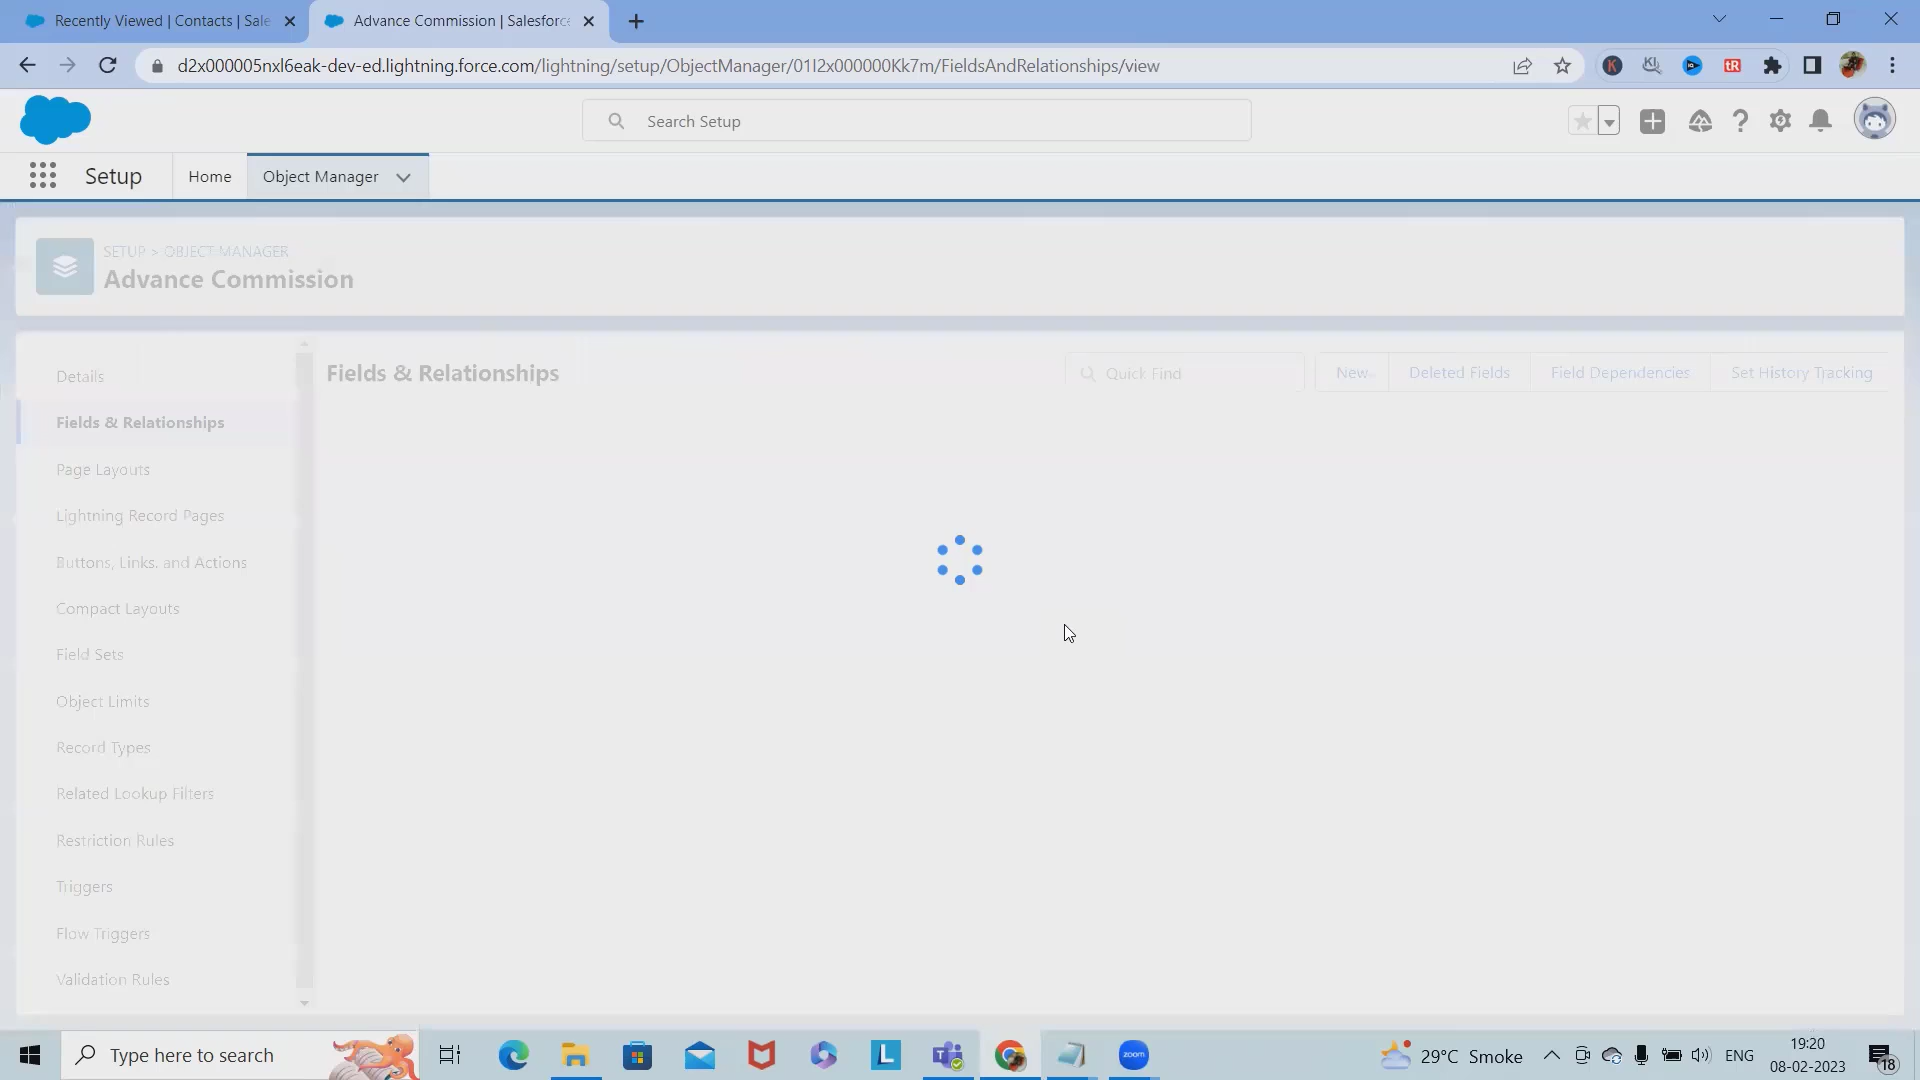 Recently Viewed | Contacts | Sale
Advance Commission | Salesforc
d2x000005nxl6eak-dev-ed.lightning.force.com/lightning/setup/ObjectManager/01I2x000000Kk7m/FieldsAndRelationships/view
Search Setup
Setup
Home
Object Manager
SETUP > OBJECT MANAGER
Advance Commission
Details
Fields & Relationships
Page Layouts
Lightning Record Pages
Buttons, Links, and Actions
Compact Layouts
Field Sets
Object Limits
Record Types
Related Lookup Filters
Restriction Rules
Triggers
Flow Triggers
Validation Rules
Fields & Relationships
Quick Find
New
Deleted Fields
Field Dependencies
Set History Tracking
Type here to search
L
zoom
29°C Smoke
ENG
19:20
08-02-2023
18